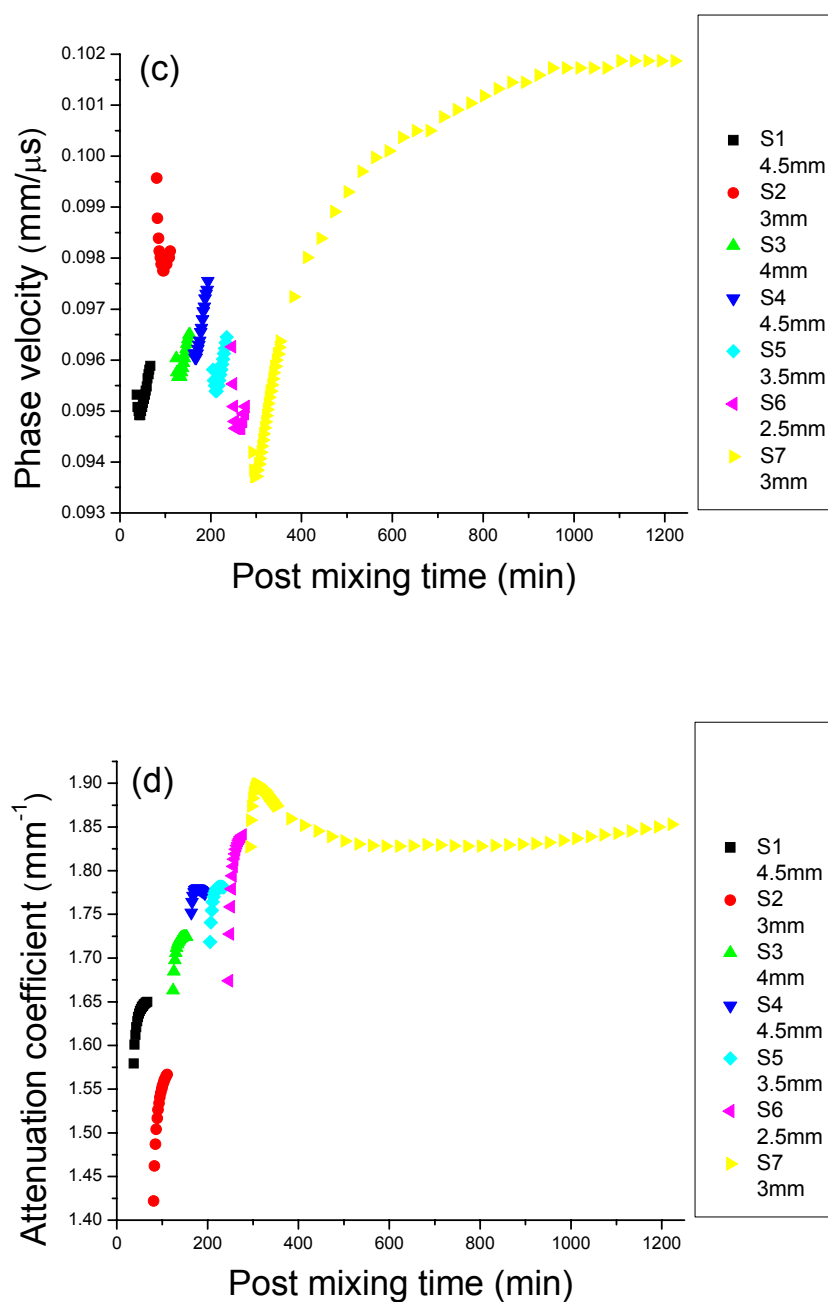 (c)
0.102
0.101
0.100
0.099
0.098
0.097
0.096
0.095
0.094
0.093
Phase velocity (mm/μs)
0 200 400 600 800 1000 1200
Post mixing time (min)
S1
4.5mm
S2
3mm
S3
4mm
S4
4.5mm
S5
3.5mm
S6
2.5mm
S7
3mm
(d)
1.90
1.85
1.80
1.75
1.70
1.65
1.60
1.55
1.50
1.45
1.40
Attenuation coefficient (mm⁻¹)
0 200 400 600 800 1000 1200
Post mixing time (min)
S1
4.5mm
S2
3mm
S3
4mm
S4
4.5mm
S5
3.5mm
S6
2.5mm
S7
3mm